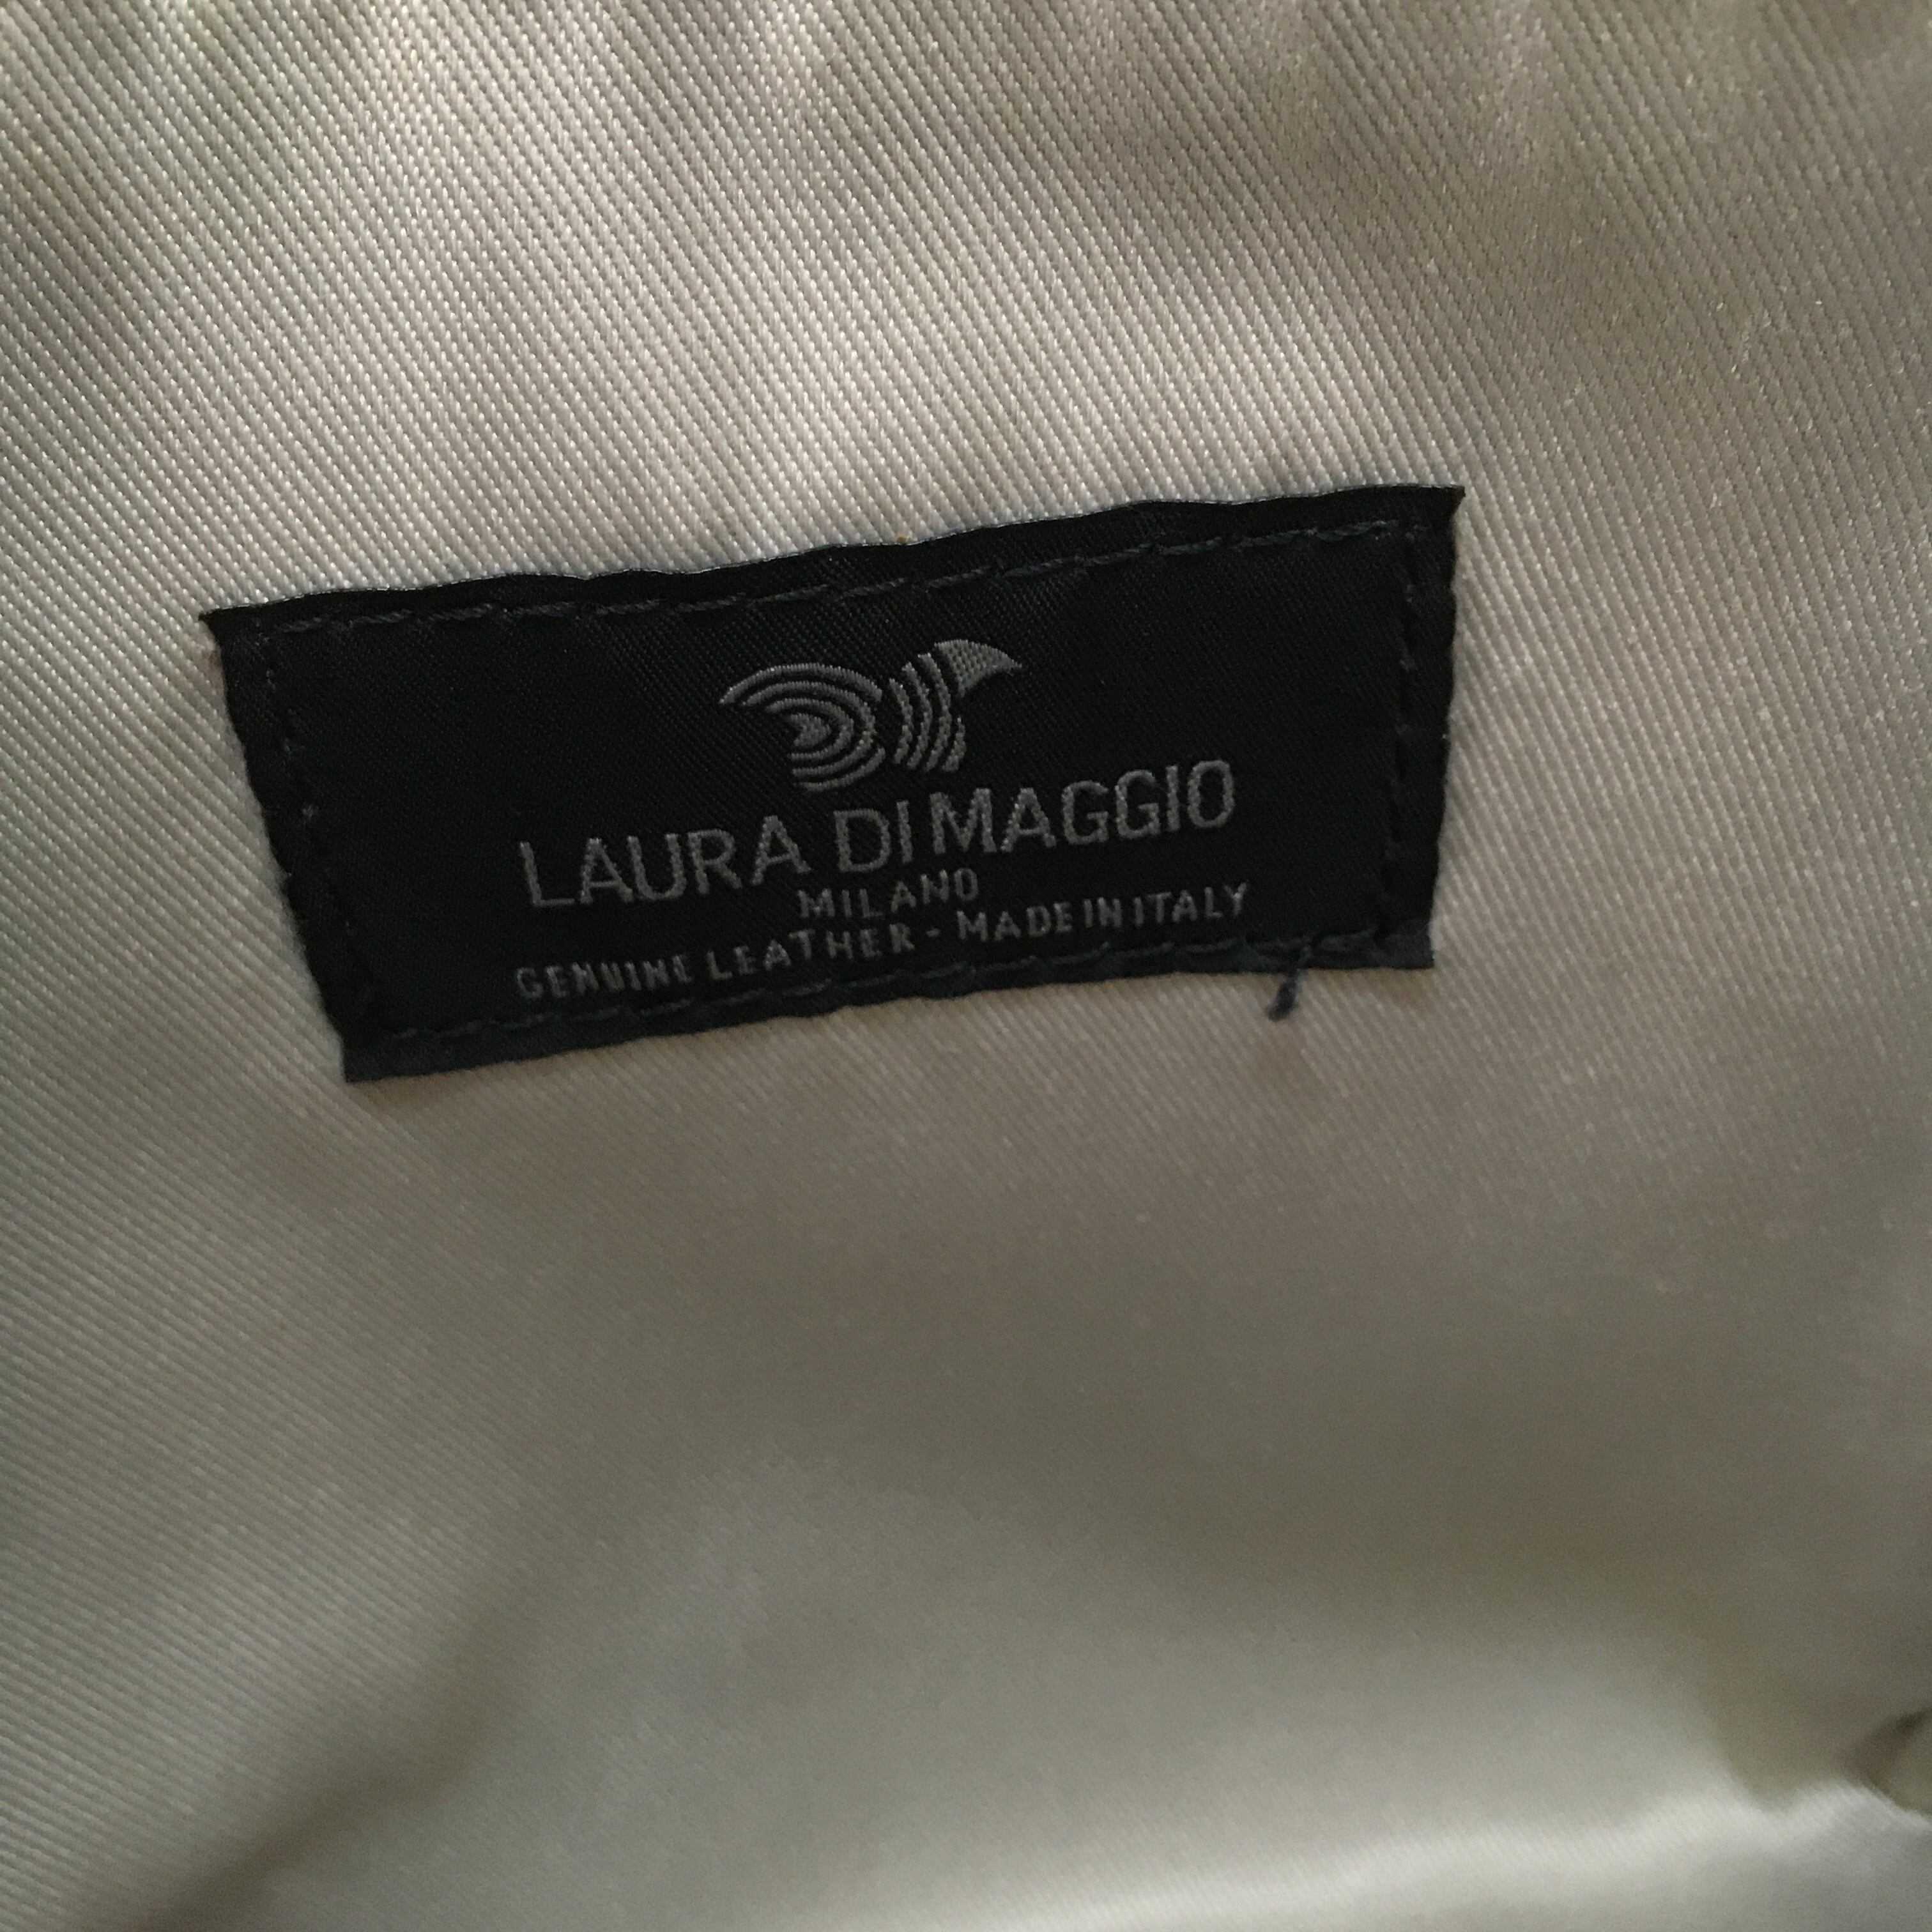 LAURA DI MAGGIO
MILANO
GENUINE LEATHER - MADE IN ITALY